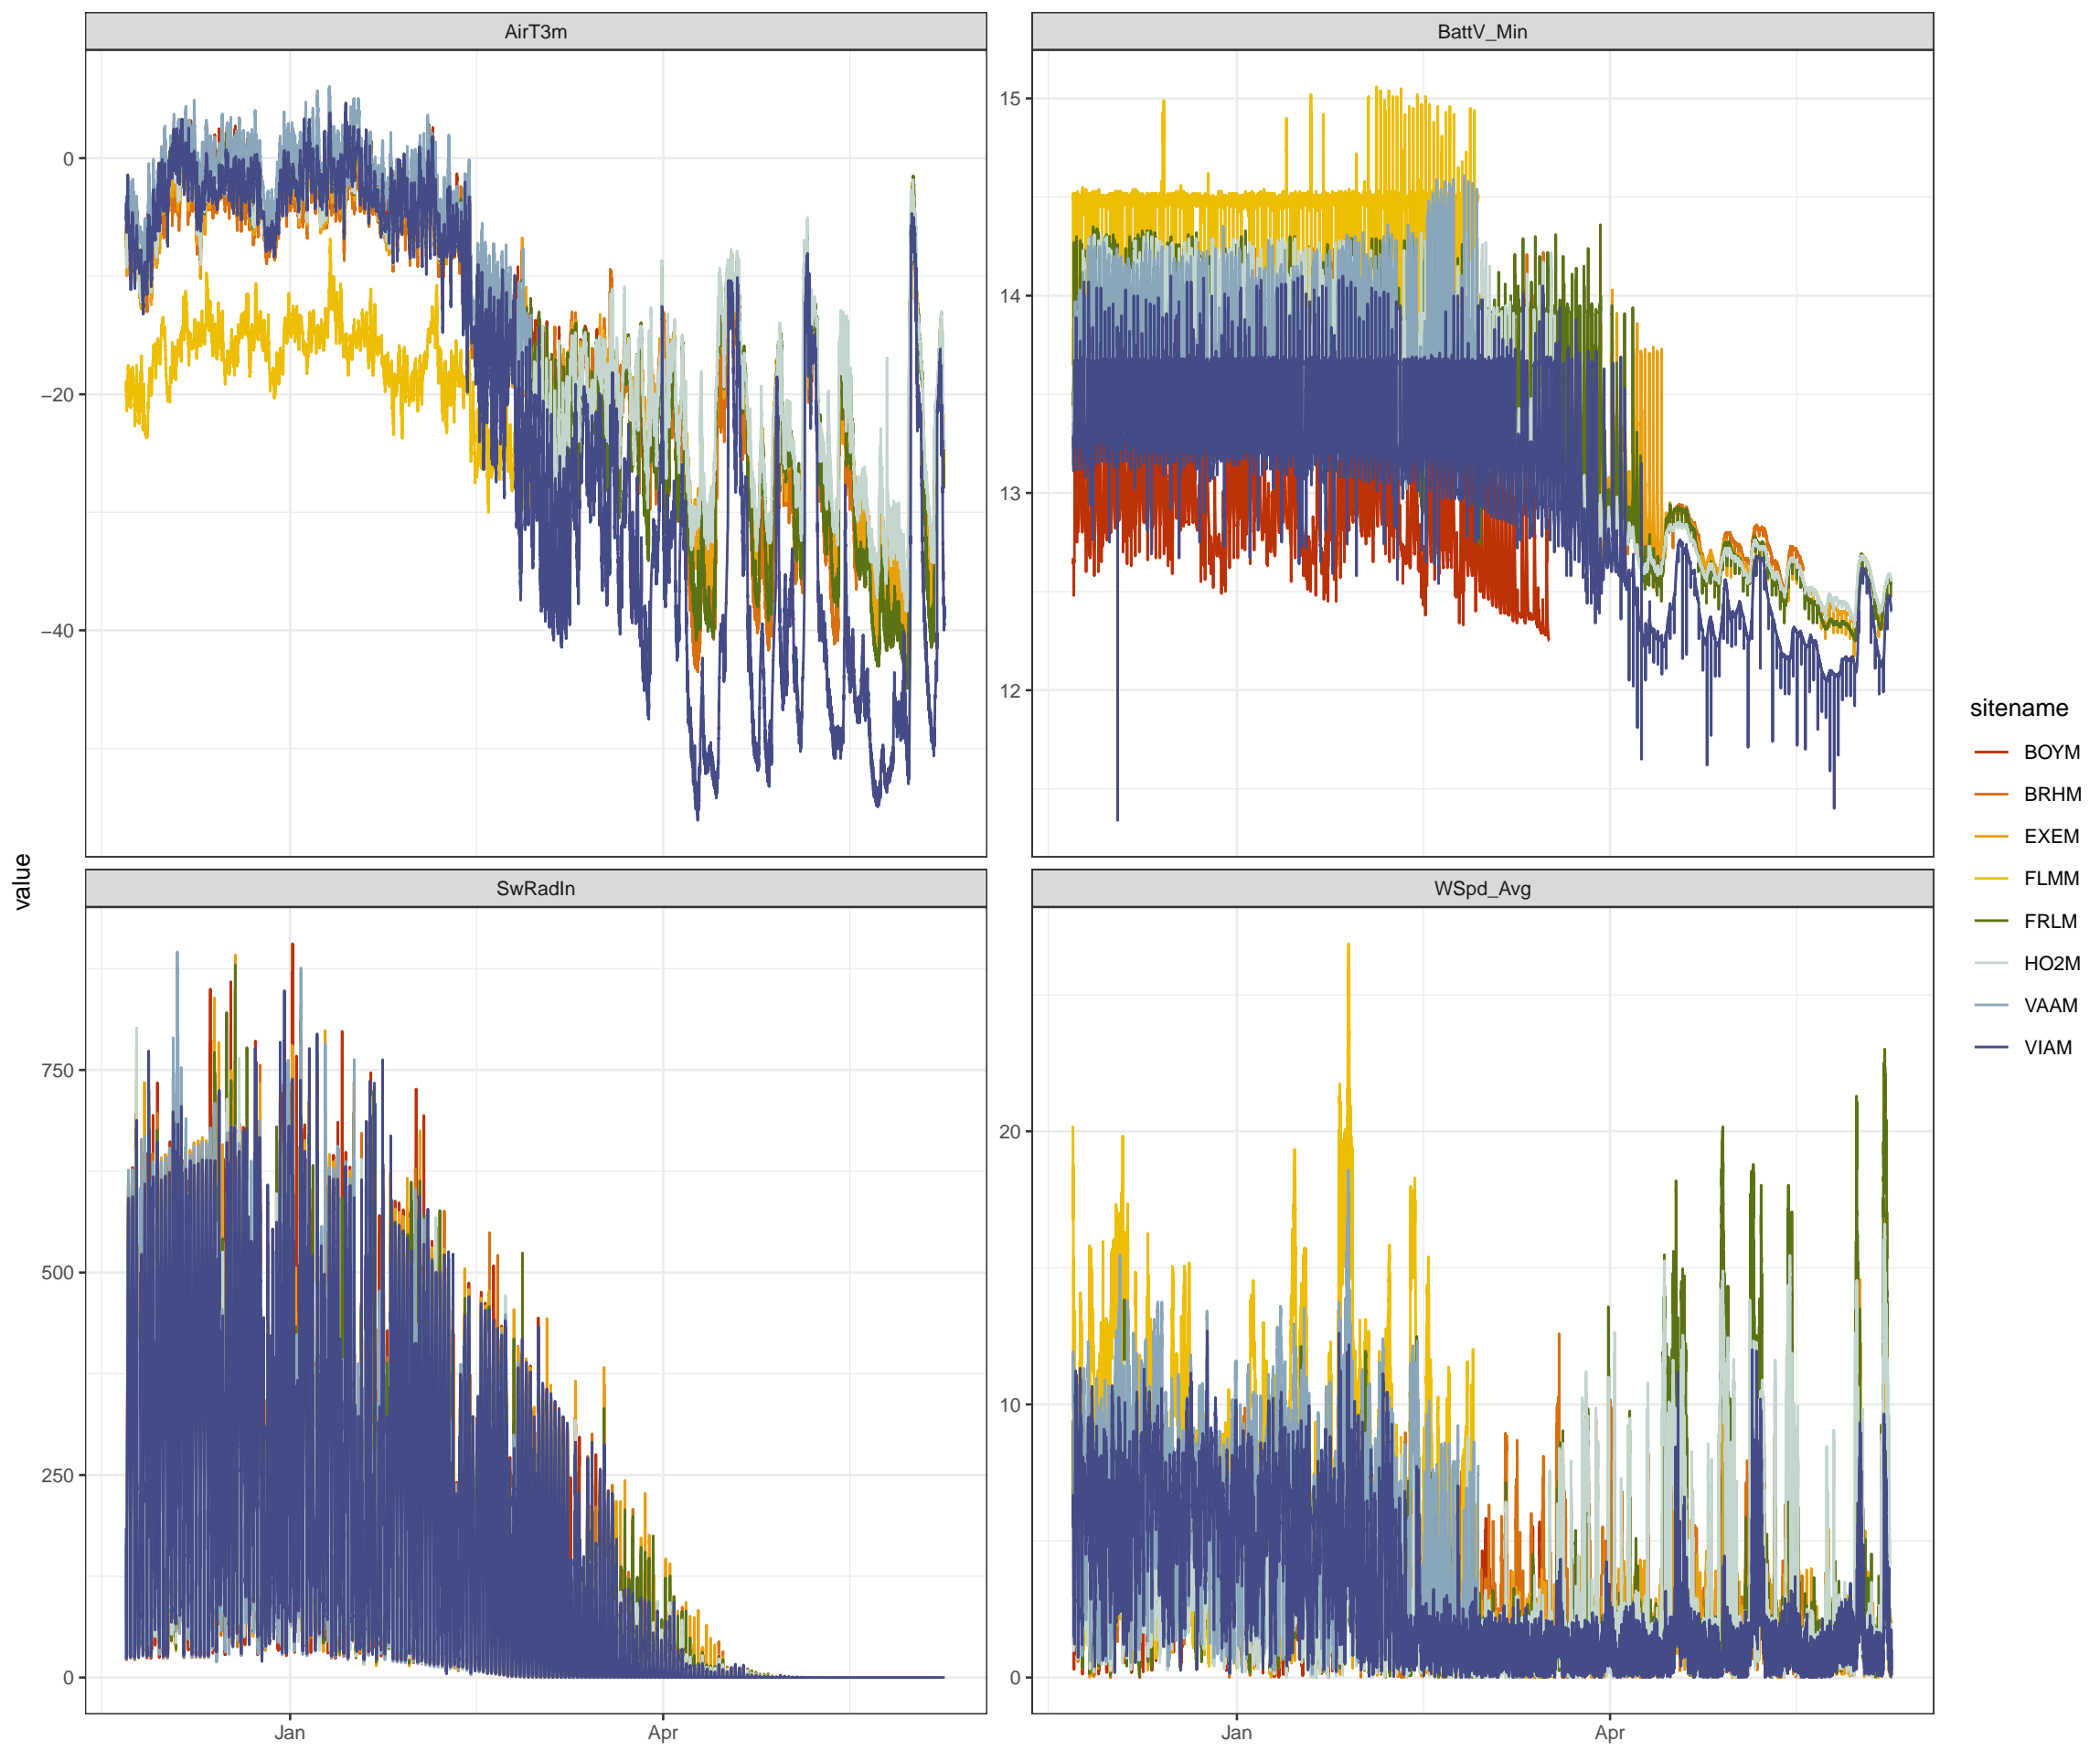 AirT3m
BattV_Min
0
−20
−40
15
14
13
12
value
SwRadIn
WSpd_Avg
750
500
250
0
20
10
0
Jan
Apr
Jan
Apr
sitename
BOYM
BRHM
EXEM
FLMM
FRLM
HO2M
VAAM
VIAM